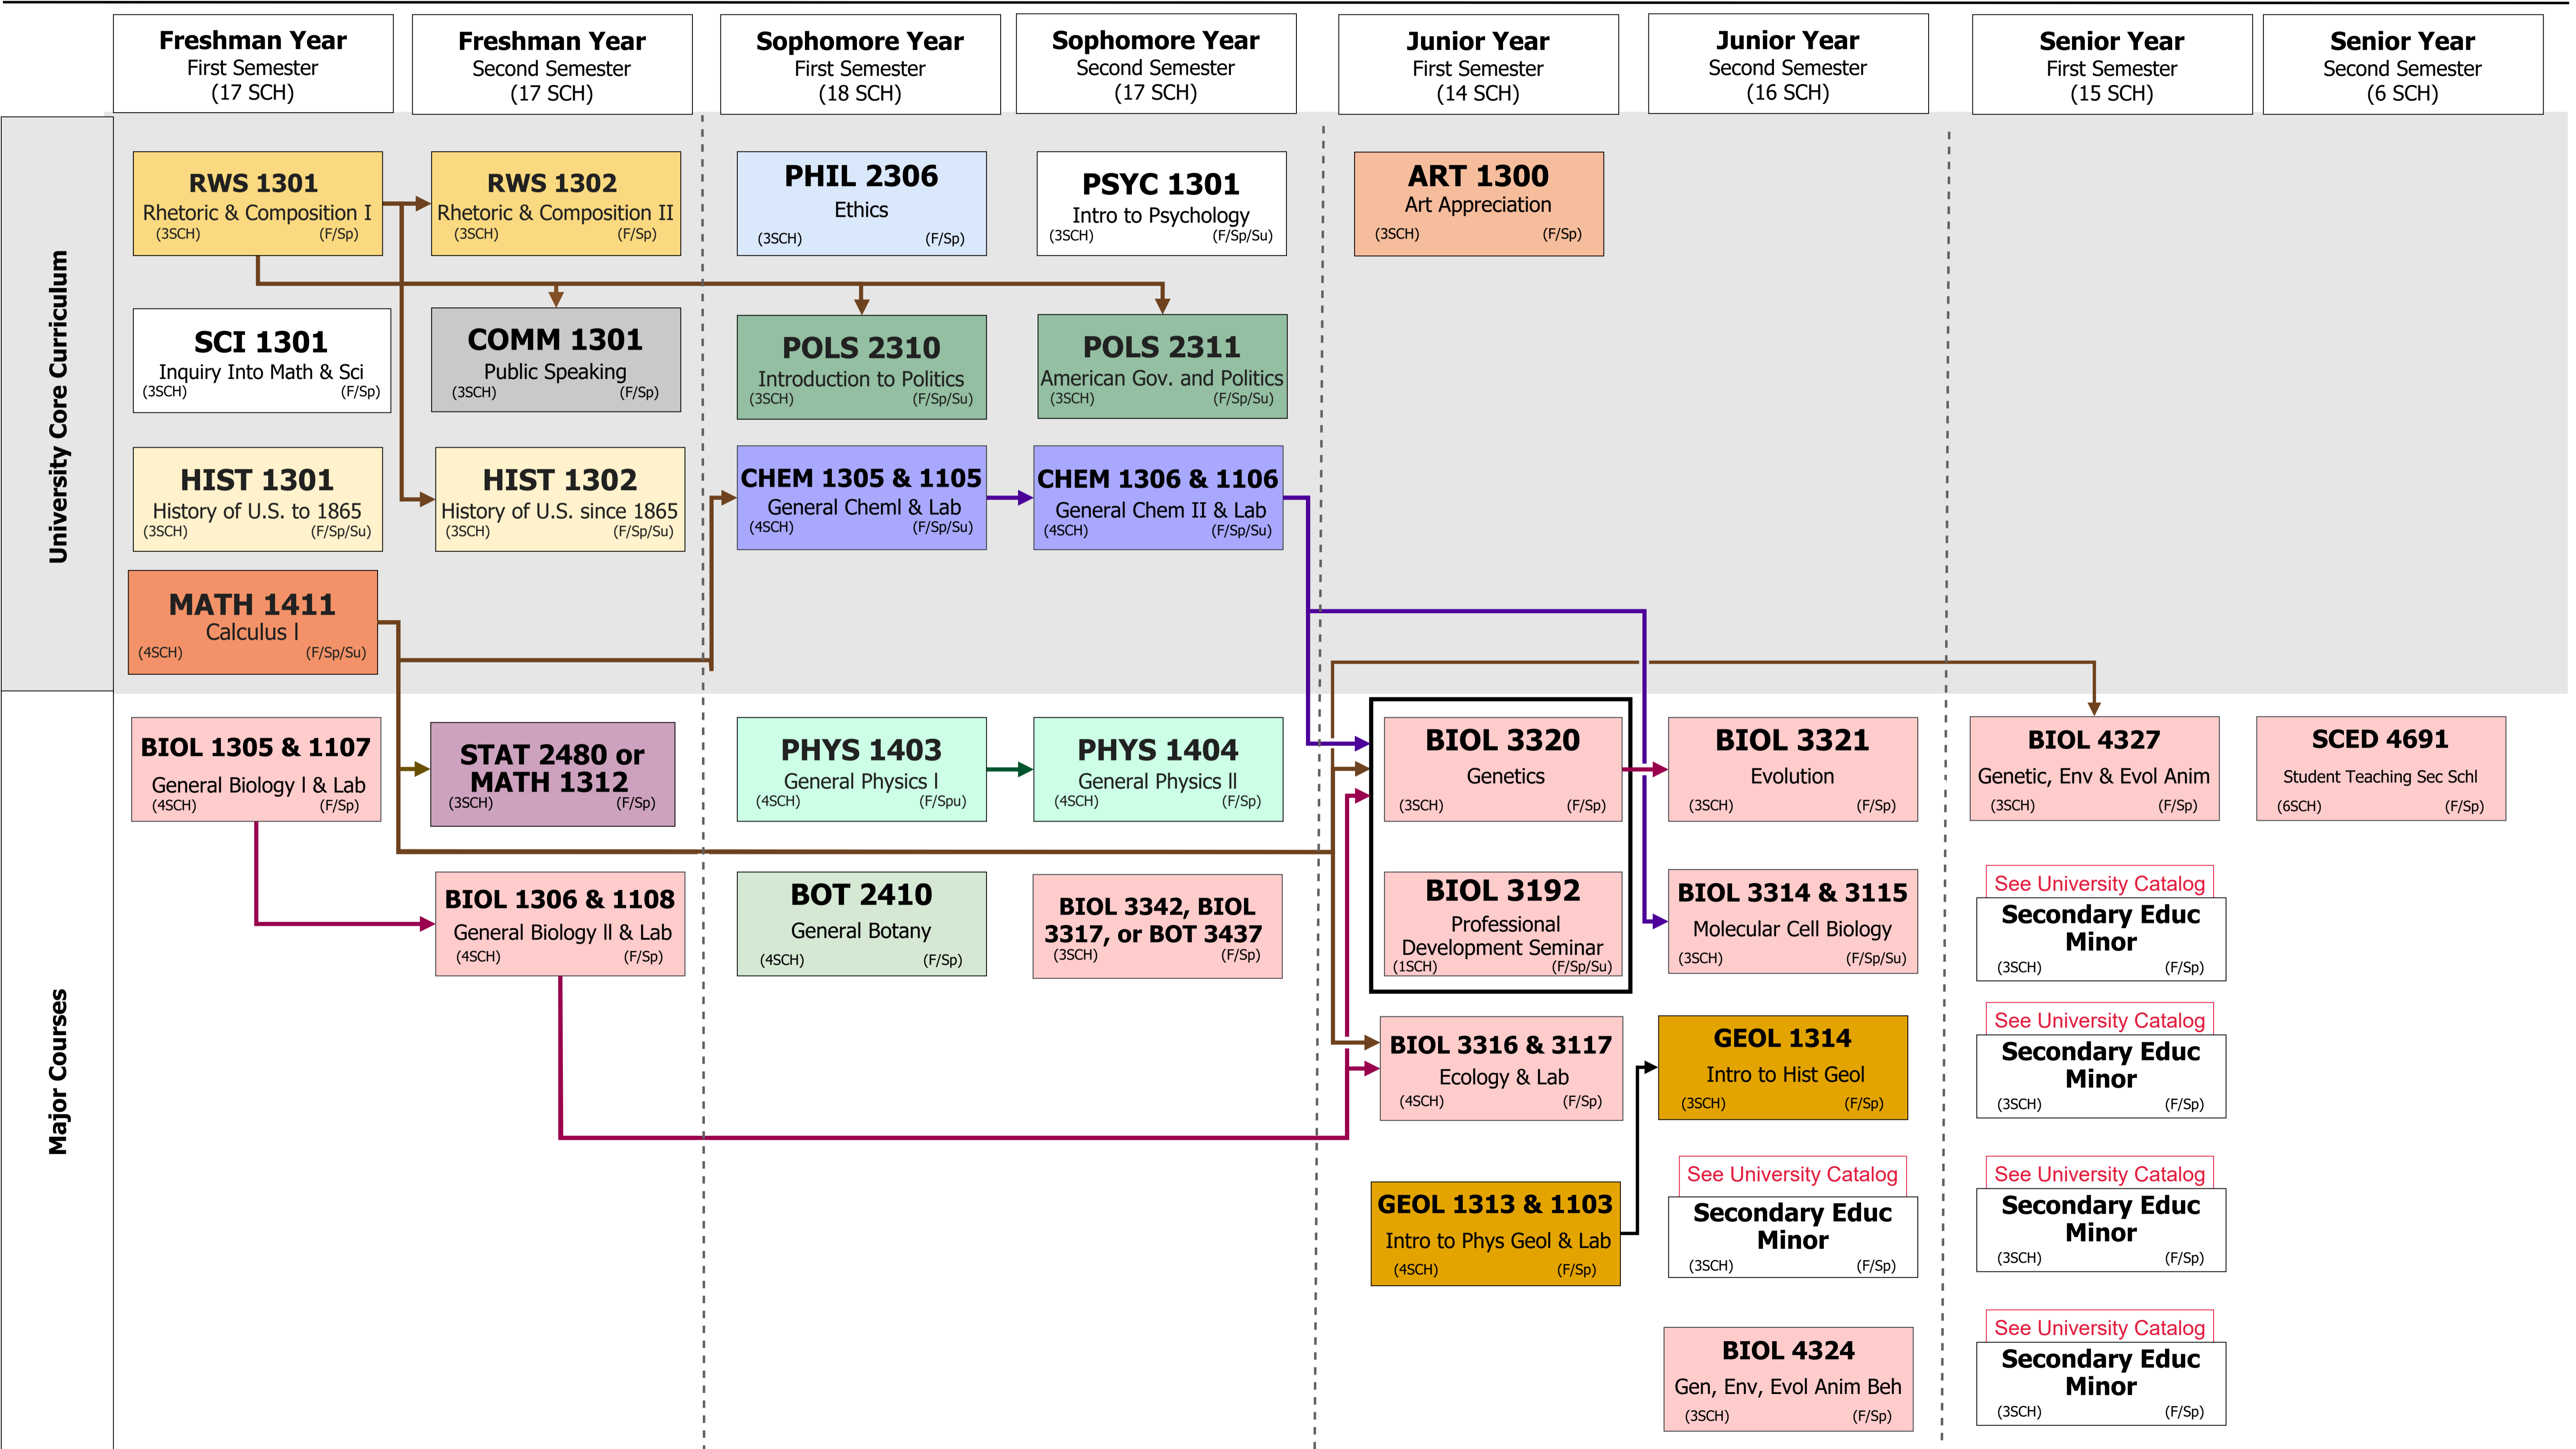 Freshman Year
First Semester
(17 SCH)
Freshman Year
Second Semester
(17 SCH)
Sophomore Year
First Semester
(18 SCH)
Sophomore Year
Second Semester
(17 SCH)
Junior Year
First Semester
(14 SCH)
Junior Year
Second Semester
(16 SCH)
Senior Year
First Semester
(15 SCH)
Senior Year
Second Semester
(6 SCH)
University Core Curriculum
RWS 1301
Rhetoric & Composition I
(3SCH) (F/Sp)
RWS 1302
Rhetoric & Composition II
(3SCH) (F/Sp)
PHIL 2306
Ethics
(3SCH) (F/Sp)
PSYC 1301
Intro to Psychology
(3SCH) (F/Sp/Su)
ART 1300
Art Appreciation
(3SCH) (F/Sp)
SCI 1301
Inquiry Into Math & Sci
(3SCH) (F/Sp)
COMM 1301
Public Speaking
(3SCH) (F/Sp)
POLS 2310
Introduction to Politics
(3SCH) (F/Sp/Su)
POLS 2311
American Gov. and Politics
(3SCH) (F/Sp/Su)
HIST 1301
History of U.S. to 1865
(3SCH) (F/Sp/Su)
HIST 1302
History of U.S. since 1865
(3SCH) (F/Sp/Su)
CHEM 1305 & 1105
General ChemI & Lab
(4SCH) (F/Sp/Su)
CHEM 1306 & 1106
General Chem II & Lab
(4SCH) (F/Sp/Su)
MATH 1411
Calculus I
(4SCH) (F/Sp/Su)
Major Courses
BIOL 1305 & 1107
General Biology I & Lab
(4SCH) (F/Sp)
STAT 2480 or
MATH 1312
(3SCH) (F/Sp)
PHYS 1403
General Physics I
(4SCH) (F/Spu)
PHYS 1404
General Physics II
(4SCH) (F/Sp)
BIOL 3320
Genetics
(3SCH) (F/Sp)
BIOL 3321
Evolution
(3SCH) (F/Sp)
BIOL 4327
Genetic, Env & Evol Anim
(3SCH) (F/Sp)
SCED 4691
Student Teaching Sec Schl
(6SCH) (F/Sp)
BIOL 1306 & 1108
General Biology II & Lab
(4SCH) (F/Sp)
BOT 2410
General Botany
(4SCH) (F/Sp)
BIOL 3342, BIOL
3317, or BOT 3437
(3SCH) (F/Sp)
BIOL 3192
Professional
Development Seminar
(1SCH) (F/Sp/Su)
BIOL 3314 & 3115
Molecular Cell Biology
(3SCH) (F/Sp/Su)
See University Catalog
Secondary Educ
Minor
(3SCH) (F/Sp)
BIOL 3316 & 3117
Ecology & Lab
(4SCH) (F/Sp)
GEOL 1314
Intro to Hist Geol
(3SCH) (F/Sp)
See University Catalog
Secondary Educ
Minor
(3SCH) (F/Sp)
GEOL 1313 & 1103
Intro to Phys Geol & Lab
(4SCH) (F/Sp)
See University Catalog
Secondary Educ
Minor
(3SCH) (F/Sp)
See University Catalog
Secondary Educ
Minor
(3SCH) (F/Sp)
BIOL 4324
Gen, Env, Evol Anim Beh
(3SCH) (F/Sp)
See University Catalog
Secondary Educ
Minor
(3SCH) (F/Sp)